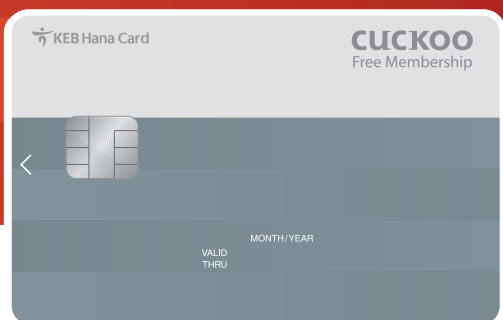 KEB Hana Card
CUCKOO
Free Membership
MONTH/YEAR
VALID
THRU